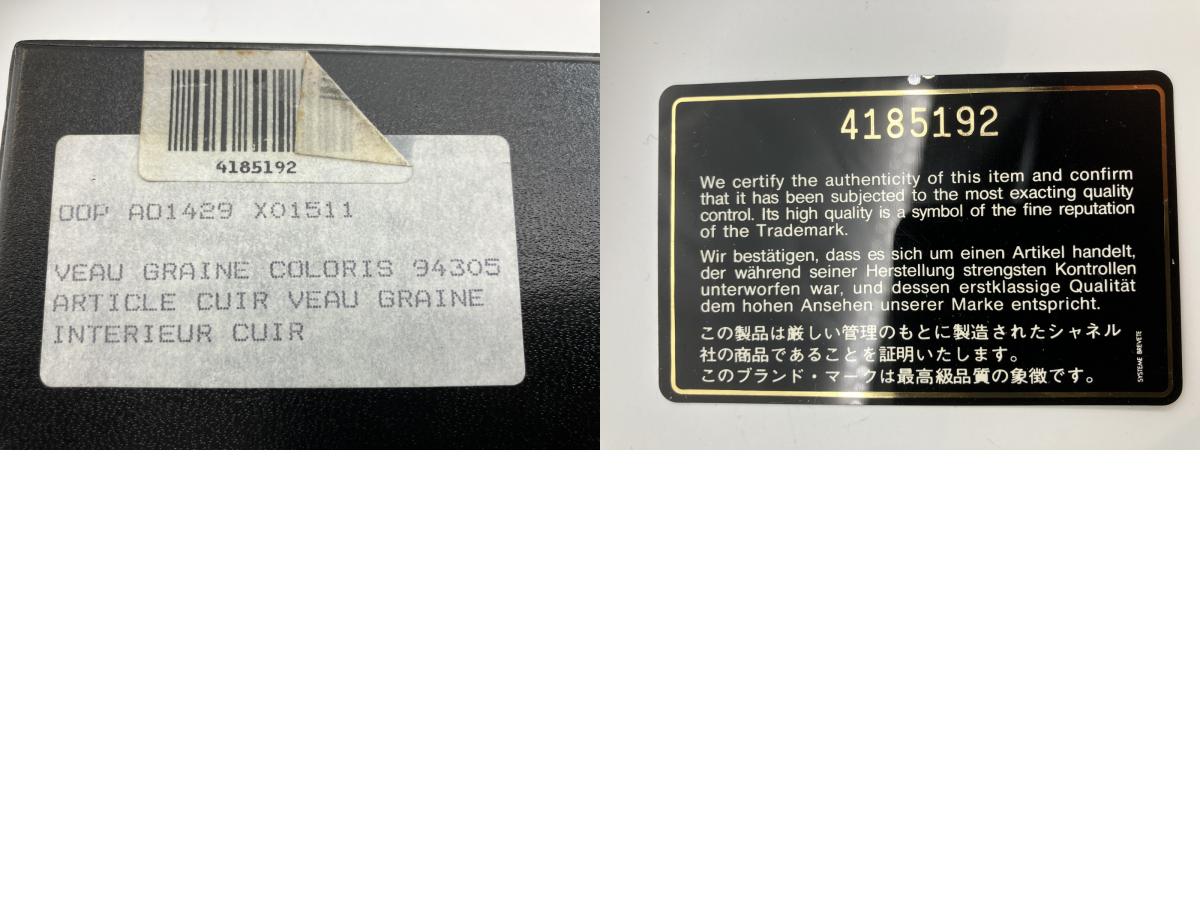 4185192
OOP A01429 X01511
VEAU GRAINE COLORIS 94305
ARTICLE CUIR VEAU GRAINE
INTERIEUR CUIR
4185192
We certify the authenticity of this item and confirm
that it has been subjected to the most exacting quality
control. Its high quality is a symbol of the fine reputation
of the Trademark.
Wir bestätigen, dass es sich um einen Artikel handelt,
der während seiner Herstellung strengsten Kontrollen
unterworfen war, und dessen erstklassige Qualität
dem hohen Ansehen unserer Marke entspricht.
この製品は厳しい管理のもとに製造されたシャネル
社の商品であることを証明いたします。
このブランド・マークは最高級品質の象徴です。
SYSTEME BREVETE